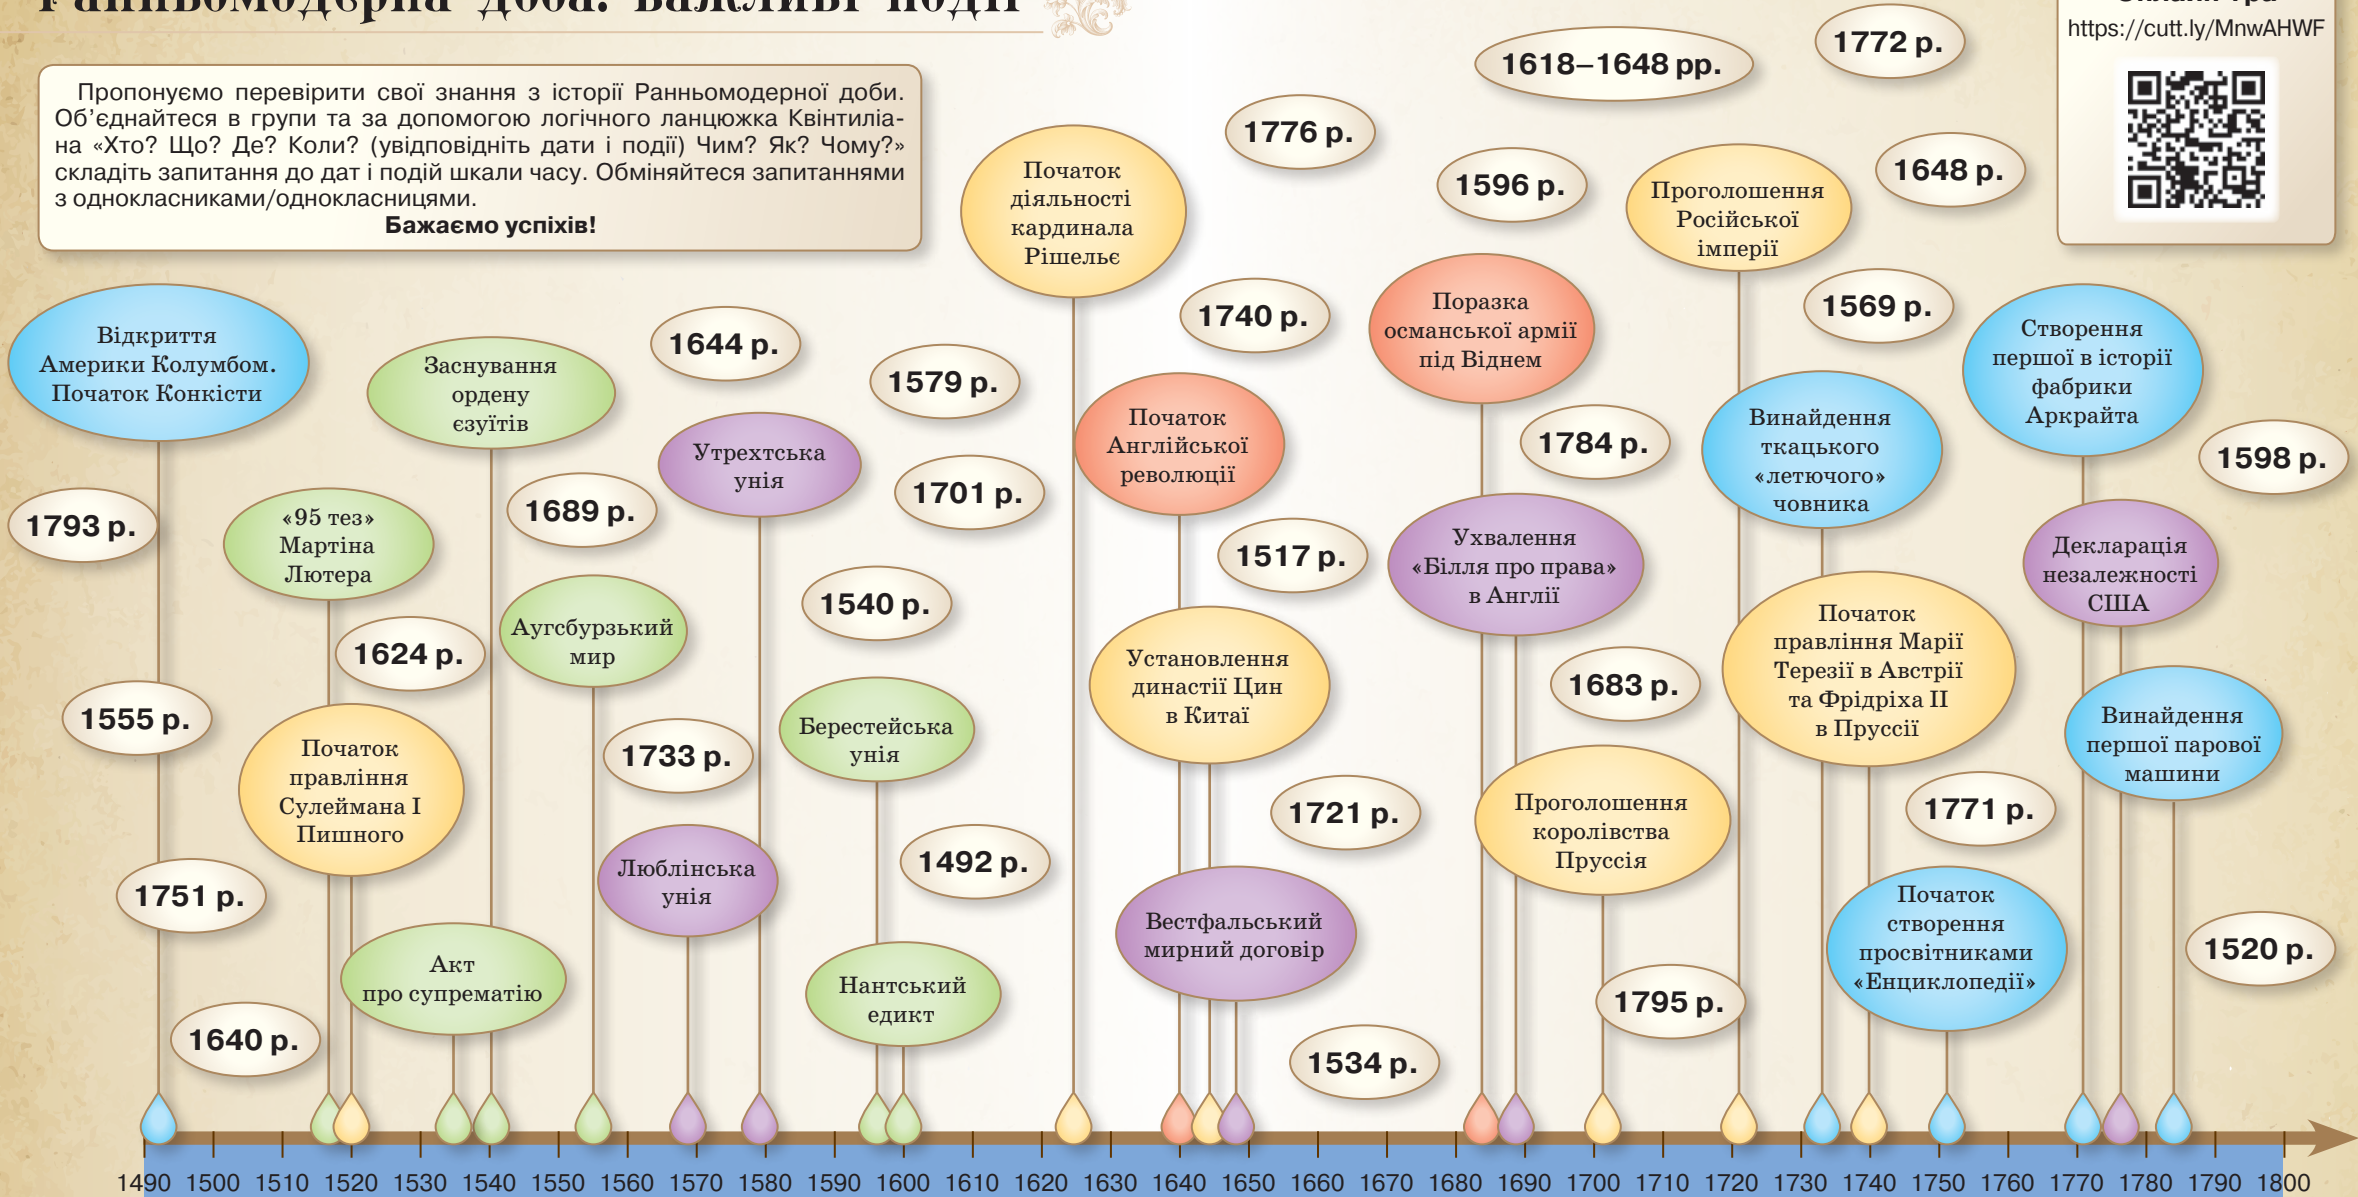 Ранньомодерна доба: важливі події
Онлайн-гра
https://cutt.ly/MnwAHWF
Пропонуємо перевірити свої знання з історії Ранньомодерної доби.
Об’єднайтеся в групи та за допомогою логічного ланцюжка Квінтиліа-
на «Хто? Що? Де? Коли? (увідповідніть дати і події) Чим? Як? Чому?»
складіть запитання до дат і подій шкали часу. Обміняйтеся запитаннями
з однокласниками/однокласницями.
Бажаємо успіхів!
1772 р.
1618–1648 рр.
1776 р.
1596 р.
1648 р.
Початок
діяльності
кардинала
Рішельє
Проголошення
Російської
імперії
Відкриття
Америки Колумбом.
Початок Конкісти
Заснування
ордену
єзуїтів
1644 р.
1579 р.
1740 р.
Поразка
османської армії
під Віднем
1569 р.
Створення
першої в історії
фабрики
Аркрайта
Утрехтська
унія
Початок
Англійської
революції
1784 р.
Винайдення
ткацького
«летючого»
човника
1598 р.
1793 р.
«95 тез»
Мартіна
Лютера
1689 р.
1701 р.
1517 р.
Ухвалення
«Білля про права»
в Англії
Декларація
незалежності
США
1624 р.
Аугсбурзький
мир
1540 р.
Установлення
династії Цин
в Китаї
1683 р.
Початок
правління Марії
Терезії в Австрії
та Фрідріха II
в Пруссії
1555 р.
Початок
правління
Сулеймана I
Пишного
1733 р.
Берестейська
унія
Винайдення
першої парової
машини
1721 р.
Проголошення
королівства
Пруссія
1771 р.
1751 р.
Люблінська
унія
1492 р.
Вестфальський
мирний договір
Початок
створення
просвітниками
«Енциклопедії»
1520 р.
Акт
про супрематію
Нантський
едикт
1795 р.
1640 р.
1534 р.
1490 1500 1510 1520 1530 1540 1550 1560 1570 1580 1590 1600 1610 1620 1630 1640 1650 1660 1670 1680 1690 1700 1710 1720 1730 1740 1750 1760 1770 1780 1790 1800